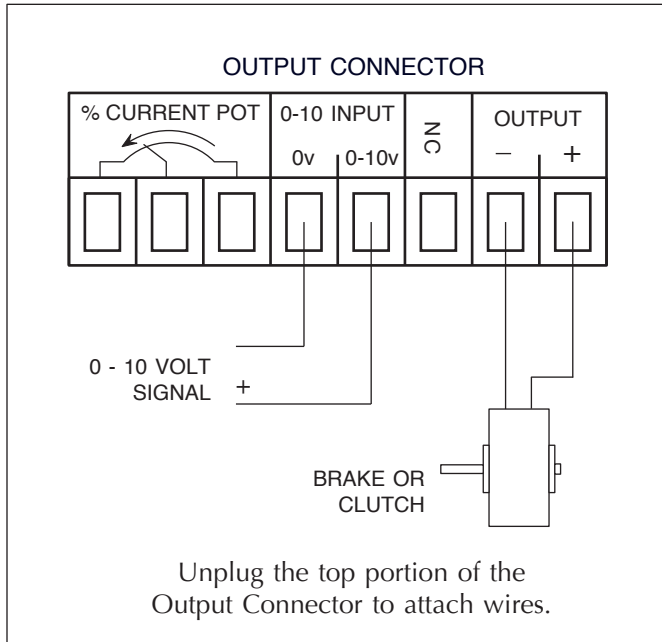 OUTPUT CONNECTOR
% CURRENT POT
0-10 INPUT
0v
0-10v
NC
OUTPUT
− +
0 - 10 VOLT
SIGNAL
+
BRAKE OR
CLUTCH
Unplug the top portion of the
Output Connector to attach wires.